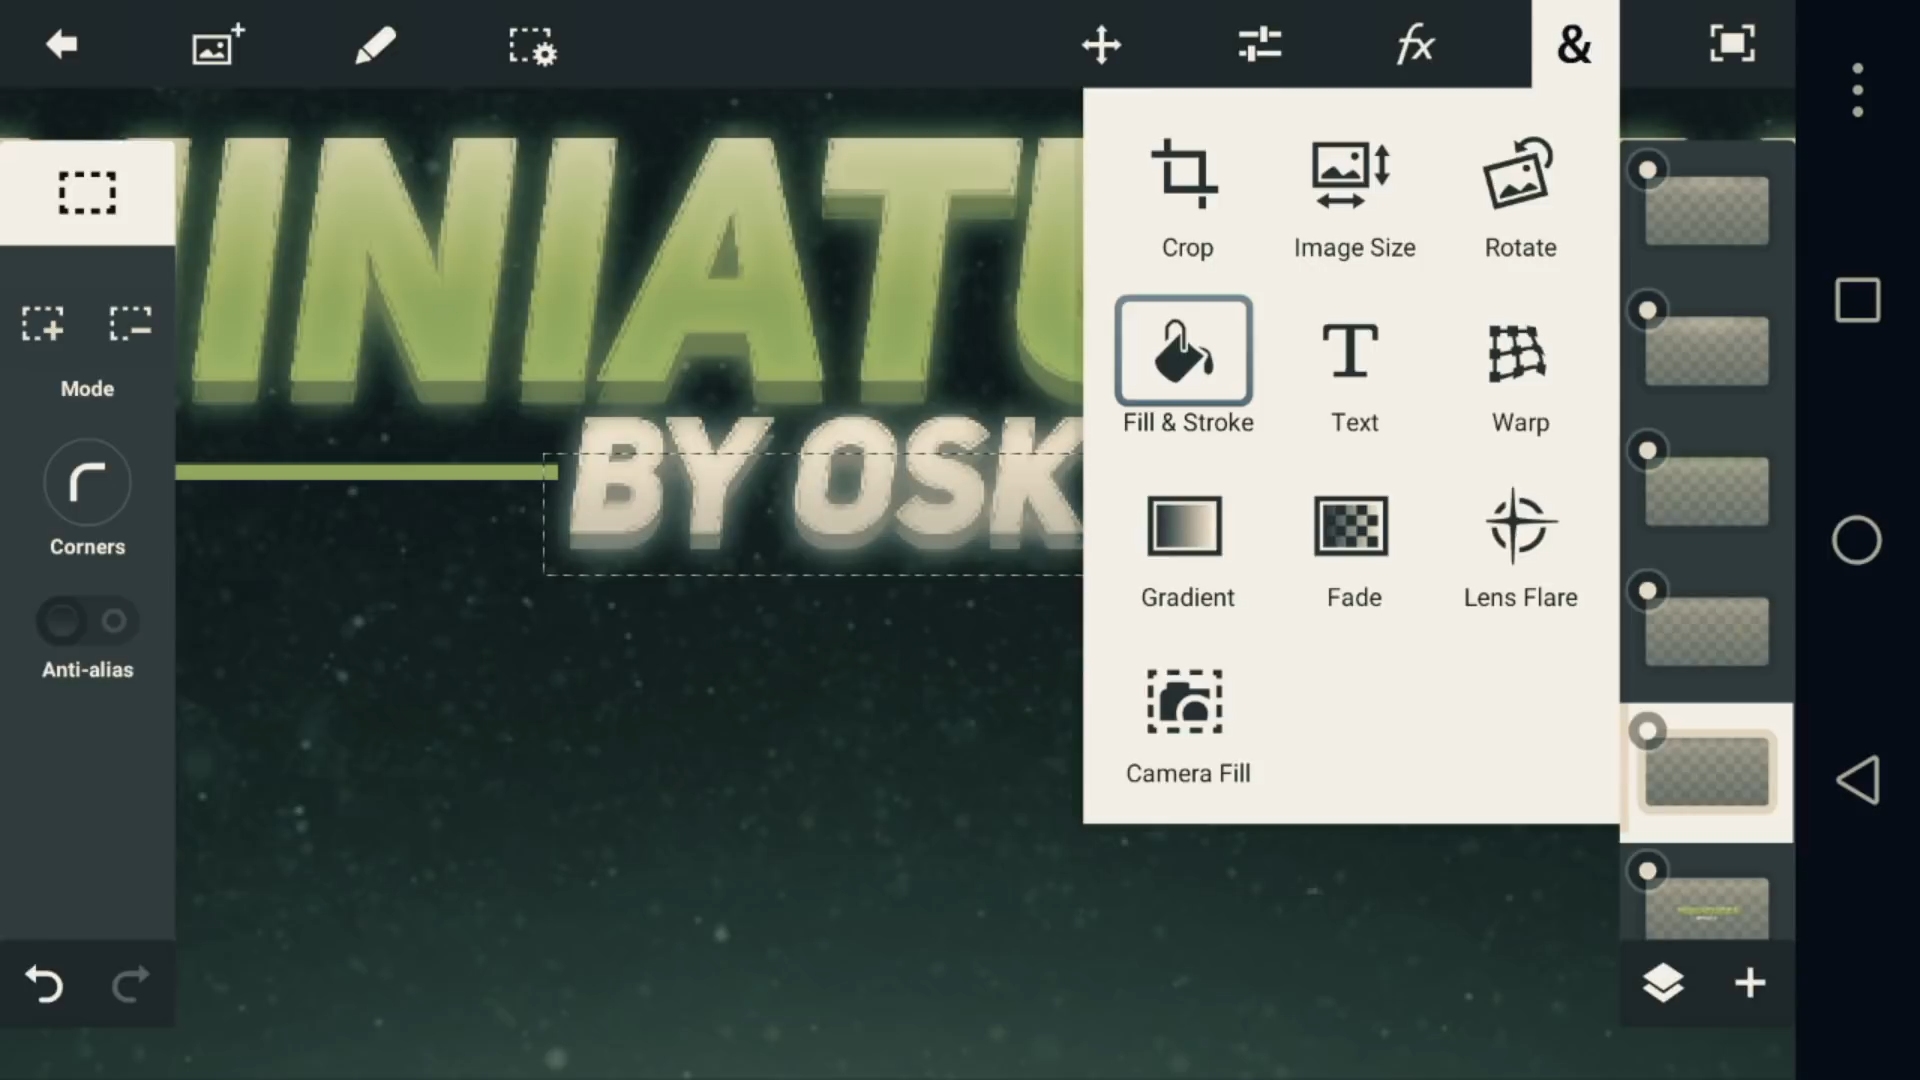 fx
&
INIATU
BY OSK
Mode
Corners
Anti-alias
Crop
Image Size
Rotate
Fill & Stroke
Text
Warp
Gradient
Fade
Lens Flare
Camera Fill